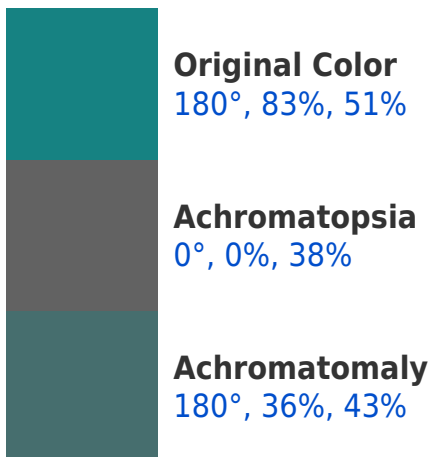 Original Color
180°, 83%, 51%
Achromatopsia
0°, 0%, 38%
Achromatomaly
180°, 36%, 43%